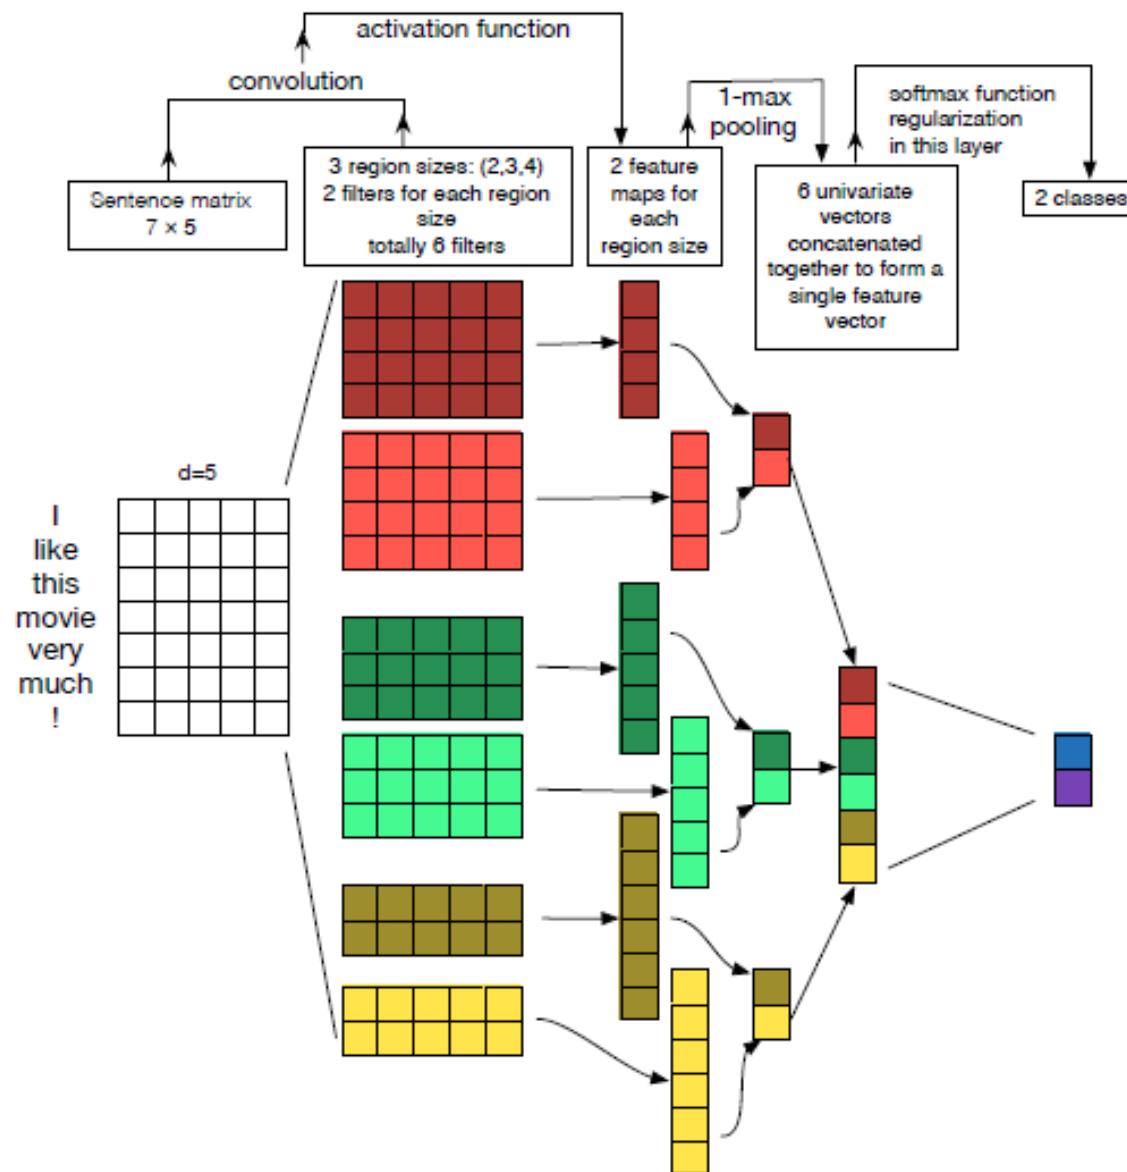 activation function
convolution
1-max
pooling
softmax function
regularization
in this layer
Sentence matrix
7 × 5
3 region sizes: (2,3,4)
2 filters for each region
size
totally 6 filters
2 feature
maps for
each
region size
6 univariate
vectors
concatenated
together to form a
single feature
vector
2 classes
d=5
I
like
this
movie
very
much
!